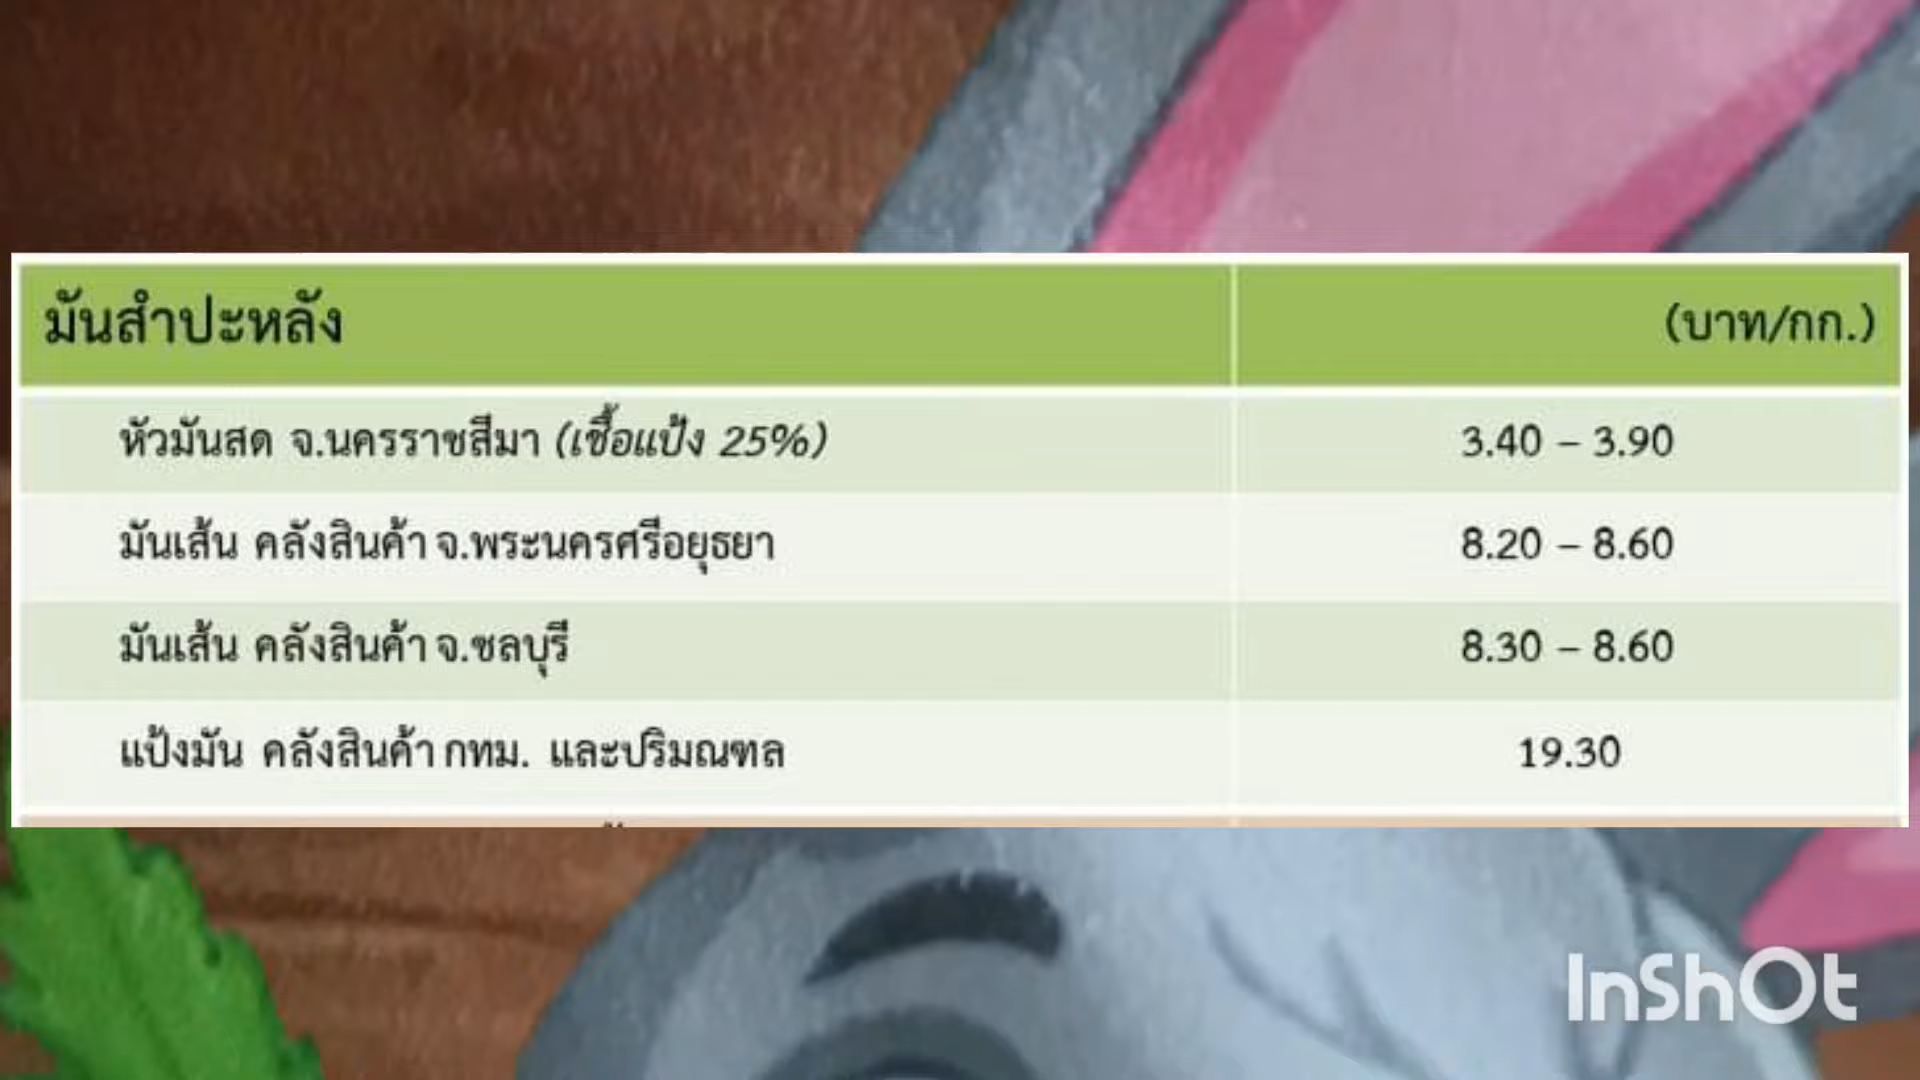 มันสำปะหลัง (บาท/กก.)
หัวมันสด จ.นครราชสีมา (เชื้อแป้ง 25%) 3.40 – 3.90
มันเส้น คลังสินค้า จ.พระนครศรีอยุธยา 8.20 – 8.60
มันเส้น คลังสินค้า จ.ชลบุรี 8.30 – 8.60
แป้งมัน คลังสินค้า กทม. และปริมณฑล 19.30
InShOt